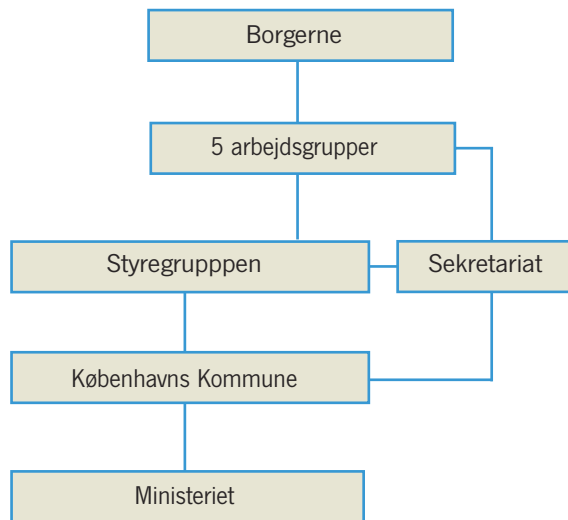 Borgerne
5 arbejdsgrupper
Styregrupppen
Sekretariat
Københavns Kommune
Ministeriet